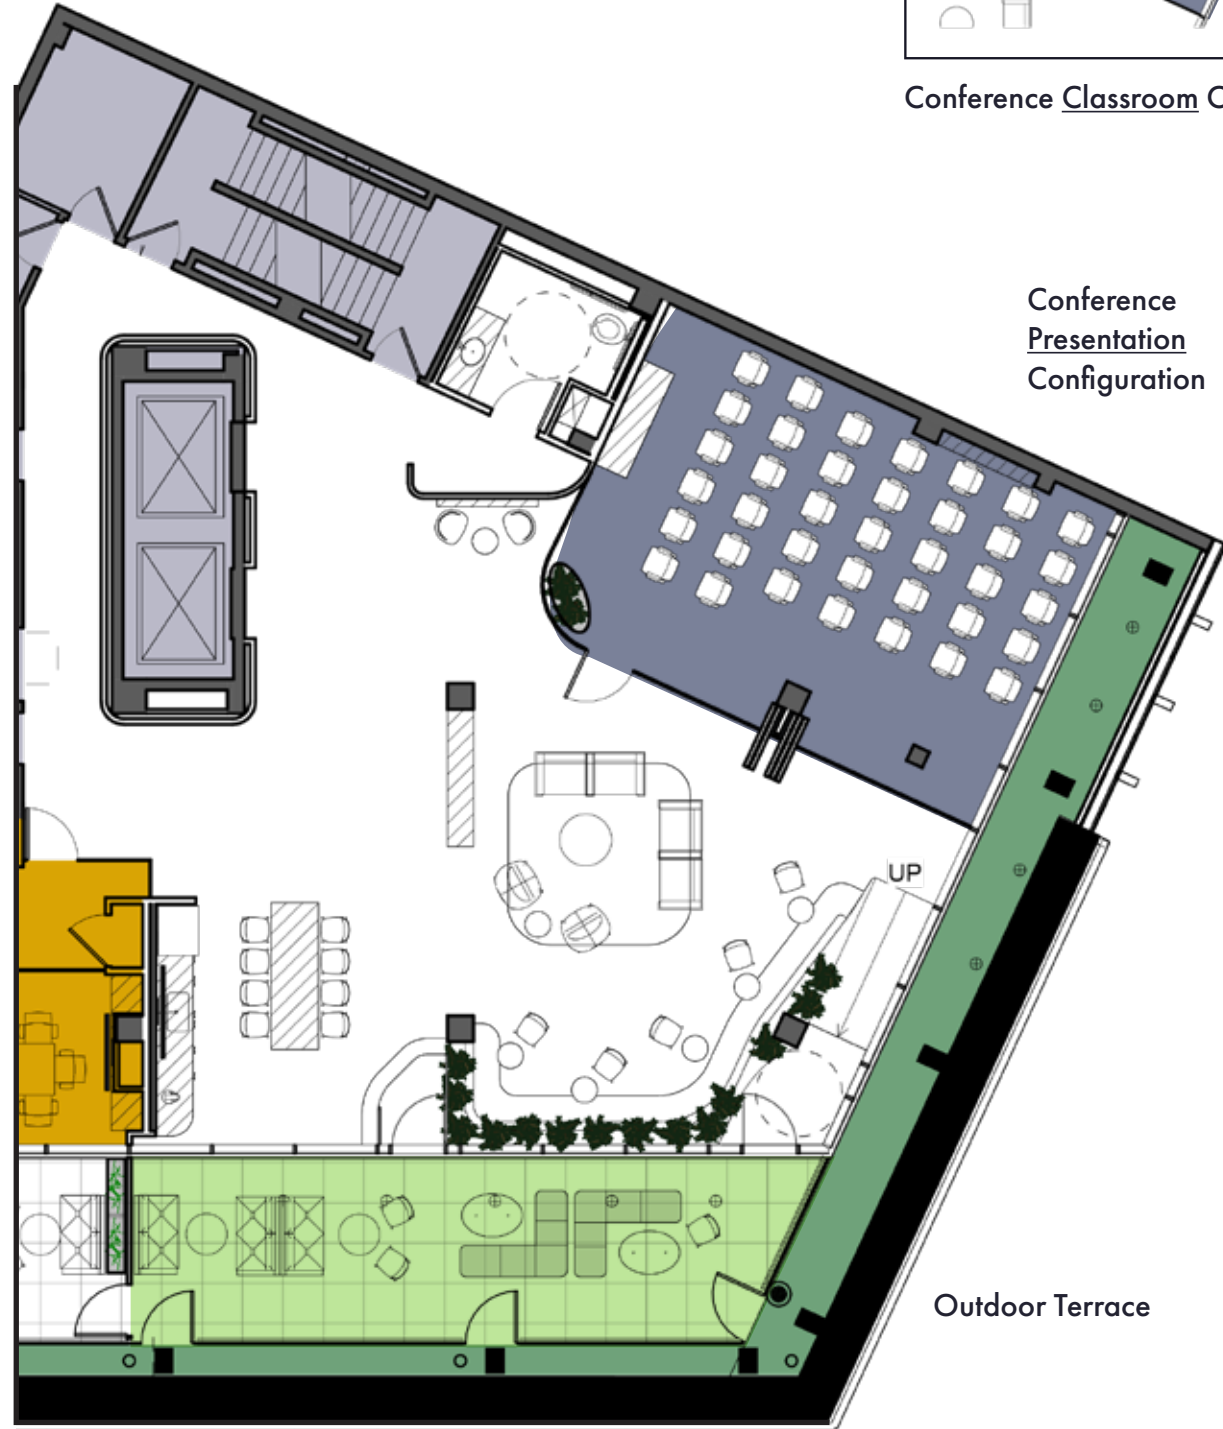 Conference Classroom
Conference
Presentation
Configuration
UP
Outdoor Terrace